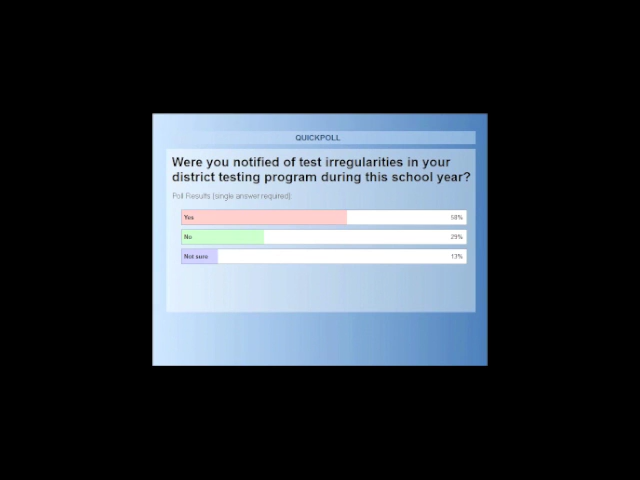 QUICKPOLL
Were you notified of test irregularities in your
district testing program during this school year?
Poll Results (single answer required):
Yes 58%
No 29%
Not sure 13%